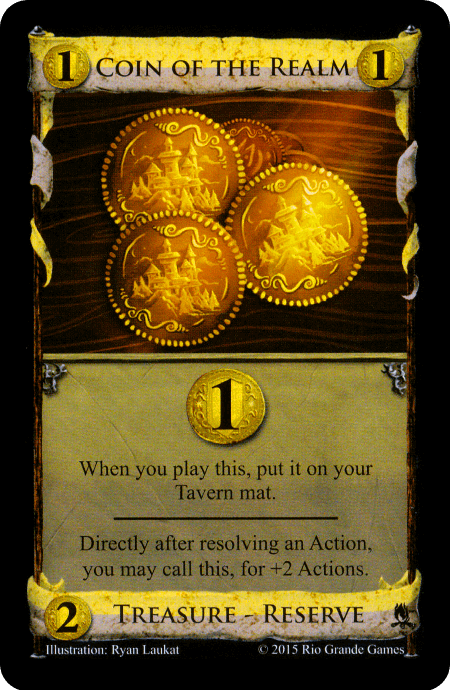 1 COIN OF THE REALM 1
1
When you play this, put it on your
Tavern mat.
Directly after resolving an Action,
you may call this, for +2 Actions.
2 TREASURE – RESERVE
Illustration: Ryan Laukat © 2015 Rio Grande Games